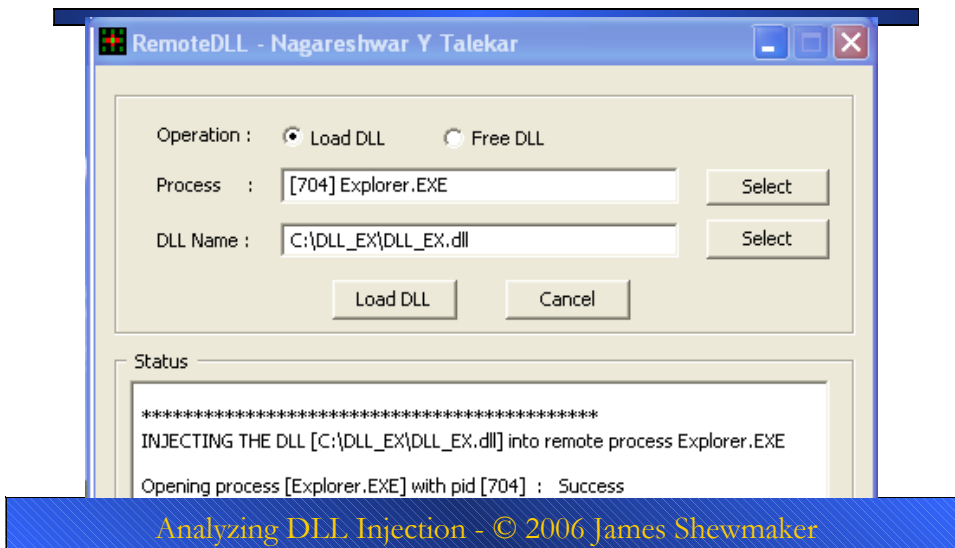 RemoteDLL - Nagareshwar Y Talekar
Operation : Load DLL Free DLL
Process : [704] Explorer.EXE Select
DLL Name : C:\DLL_EX\DLL_EX.dll Select
Load DLL Cancel
Status
********************************************
INJECTING THE DLL [C:\DLL_EX\DLL_EX.dll] into remote process Explorer.EXE
Opening process [Explorer.EXE] with pid [704] : Success
Analyzing DLL Injection - © 2006 James Shewmaker